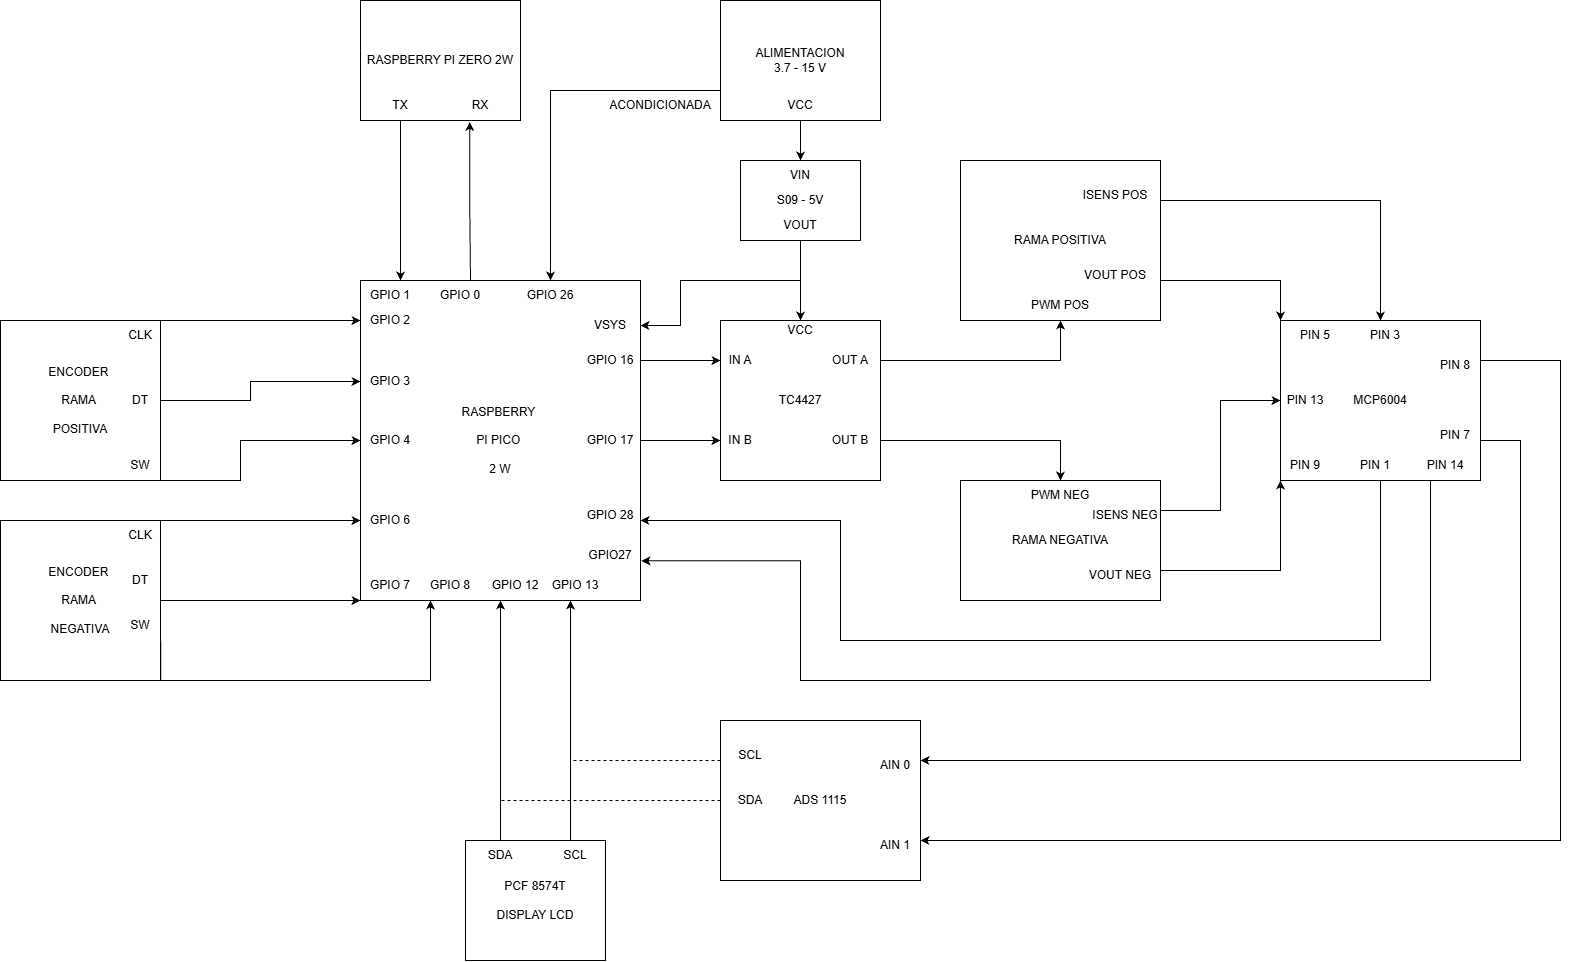 RASPBERRY PI ZERO 2W
TX
RX
ALIMENTACION
3.7 - 15 V
VCC
ACONDICIONADA
VIN
S09 - 5V
VOUT
ISENS POS
RAMA POSITIVA
VOUT POS
PWM POS
GPIO 1
GPIO 0
GPIO 26
GPIO 2
VSYS
GPIO 16
GPIO 3
RASPBERRY
PI PICO
2 W
GPIO 4
GPIO 17
GPIO 6
GPIO 28
GPIO27
GPIO 7
GPIO 8
GPIO 12
GPIO 13
CLK
ENCODER
RAMA
POSITIVA
DT
SW
CLK
ENCODER
RAMA
NEGATIVA
DT
SW
VCC
IN A
OUT A
TC4427
IN B
OUT B
PWM NEG
ISENS NEG
RAMA NEGATIVA
VOUT NEG
PIN 5
PIN 3
PIN 8
PIN 13
MCP6004
PIN 7
PIN 9
PIN 1
PIN 14
SCL
AIN 0
SDA
ADS 1115
AIN 1
SDA
SCL
PCF 8574T
DISPLAY LCD